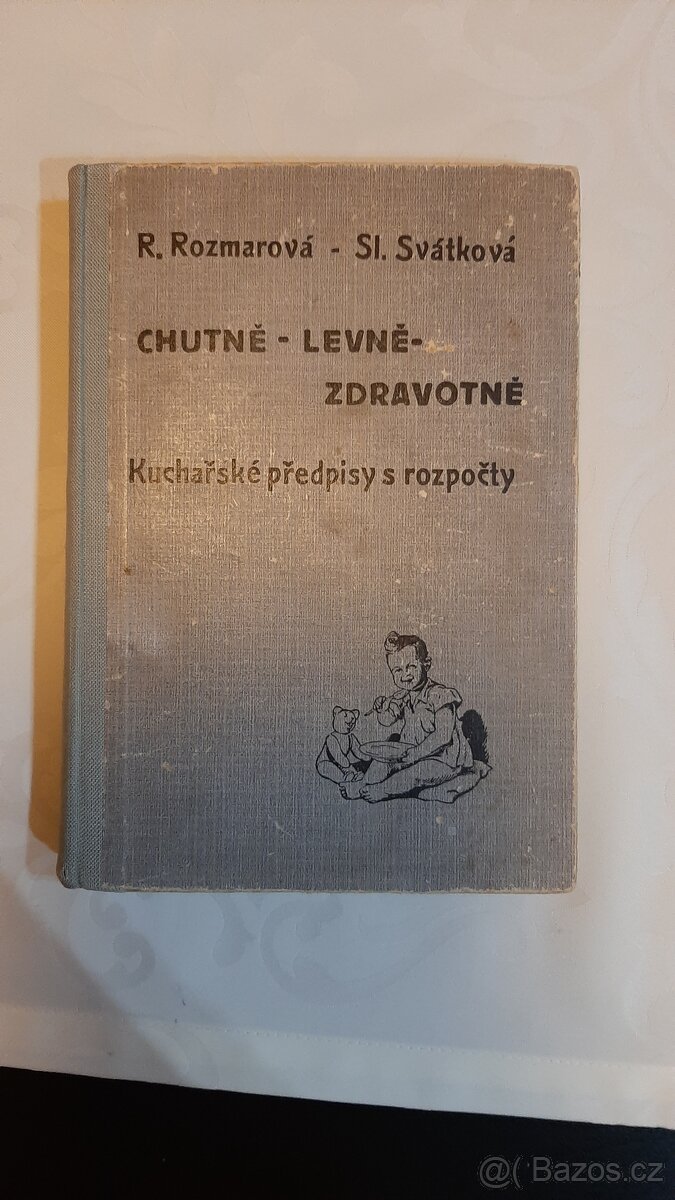 R. Rozmarová - Sl. Svátková
CHUTNĚ - LEVNĚ-
ZDRAVOTNĚ
Kuchařské předpisy s rozpočty
@( Bazos.cz